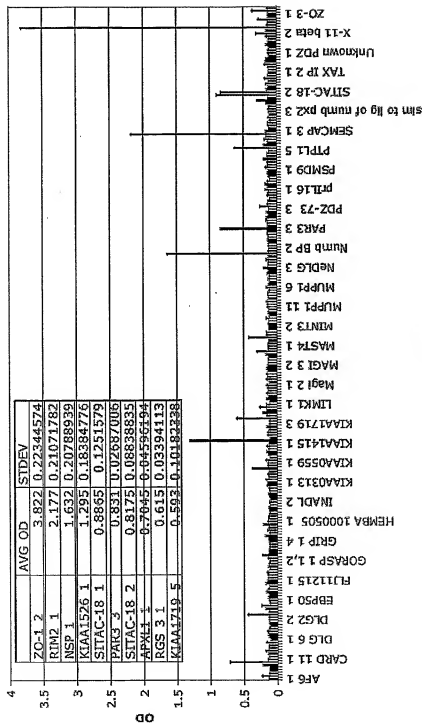 AVG OD STDEV
ZO-1 2 3.822 0.22344574
RIM2 1 2.177 0.21071782
NSP 1 1.632 0.20788939
KIAA1526 1 1.295 0.18384776
SITAC-18 1 0.8865 0.1251579
PAR3 3 0.831 0.02687006
SITAC-18 2 0.8175 0.08838835
APXL1 1 0.7045 0.04596194
RGS 3 1 0.615 0.03394113
KIAA1719 5 0.593 0.10182338
4
3.5
3
2.5
2
1.5
1
0.5
0
OD
AF6 1
CARD 11 1
DLG 6 1
DLG2 2
EBP50 1
FLJ11215 1
GORASP 1 1,2
GRIP 1 4
HEMBA 1000505 1
INADL 2
KIAA0313 1
KIAA0559 1
KIAA1415 1
KIAA1719 3
LIMK1 1
Magi 2 1
MAGI 3 2
MAST4 1
MINT3 2
MUPP1 11
MUPP1 6
NeDLG 3
Numb BP 2
PAR3 3
PDZ-73 3
prIL16 1
PSMD9 1
PTPL1 5
SEMCAP 3 1
sim to lig of numb px2 3
SITAC-18 2
TAX IP 2 1
Unknown PDZ 1
X-11 beta 2
ZO-3 1